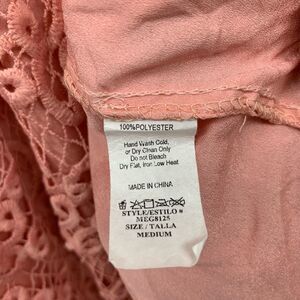 100%POLYESTER
Hand Wash Cold,
or Dry Clean Only
Do not Bleach
Dry Flat, Iron Low Heat
MADE IN CHINA
STYLE/ESTILO #
MEG8125
SIZE / TALLA
MEDIUM